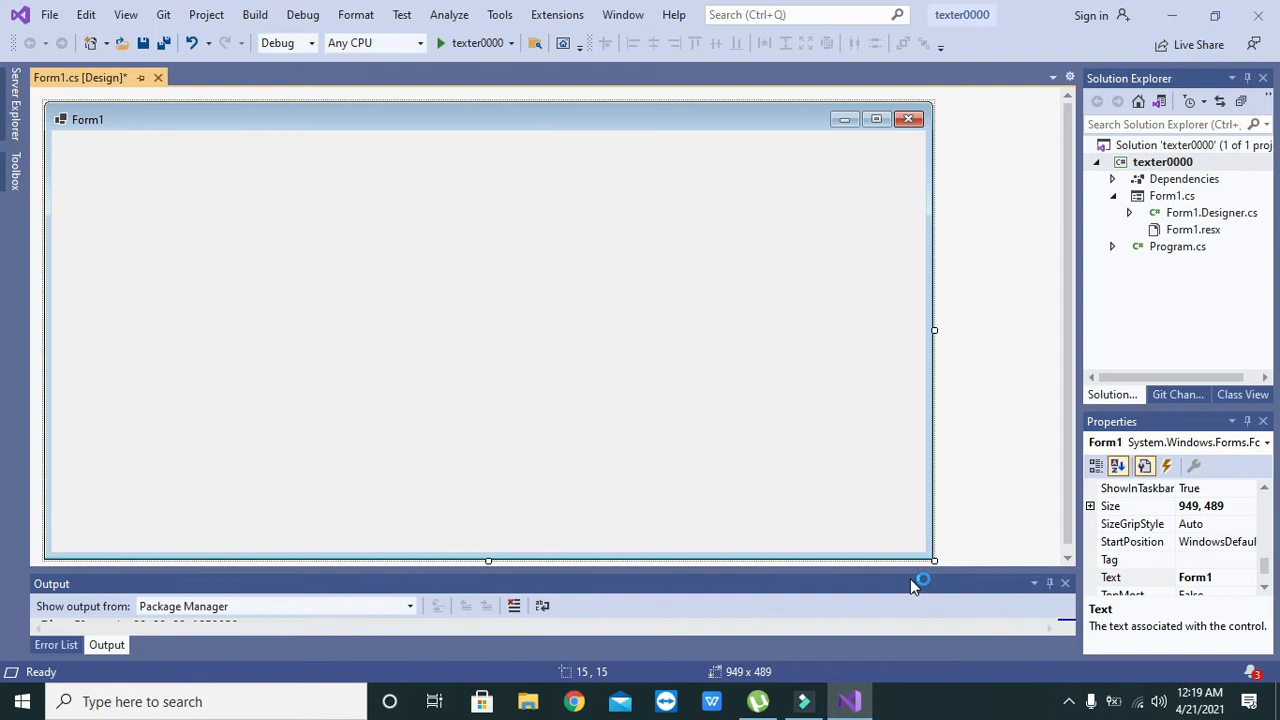 File Edit View Git Project Build Debug Format Test Analyze Tools Extensions Window Help Search (Ctrl+Q) texter0000 Sign in
Debug Any CPU texter0000 Live Share
Server Explorer
Toolbox
Form1.cs [Design]*
Form1
Solution Explorer
Search Solution Explorer (Ctrl+;
Solution 'texter0000' (1 of 1 proj
texter0000
Dependencies
Form1.cs
Form1.Designer.cs
Form1.resx
Program.cs
Solution... Git Chan... Class View
Properties
Form1 System.Windows.Forms.Fc
ShowInTaskbar True
Size 949, 489
SizeGripStyle Auto
StartPosition WindowsDefaul
Tag
Text Form1
Text
The text associated with the control.
Output
Show output from: Package Manager
Error List Output
Ready 15 , 15 949 x 489 3
Type here to search
12:19 AM
4/21/2021